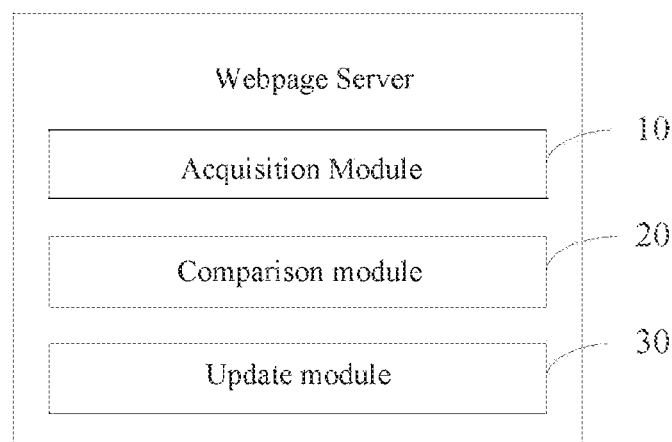 Webpage Server
Acquisition Module
10
Comparison module
20
Update module
30